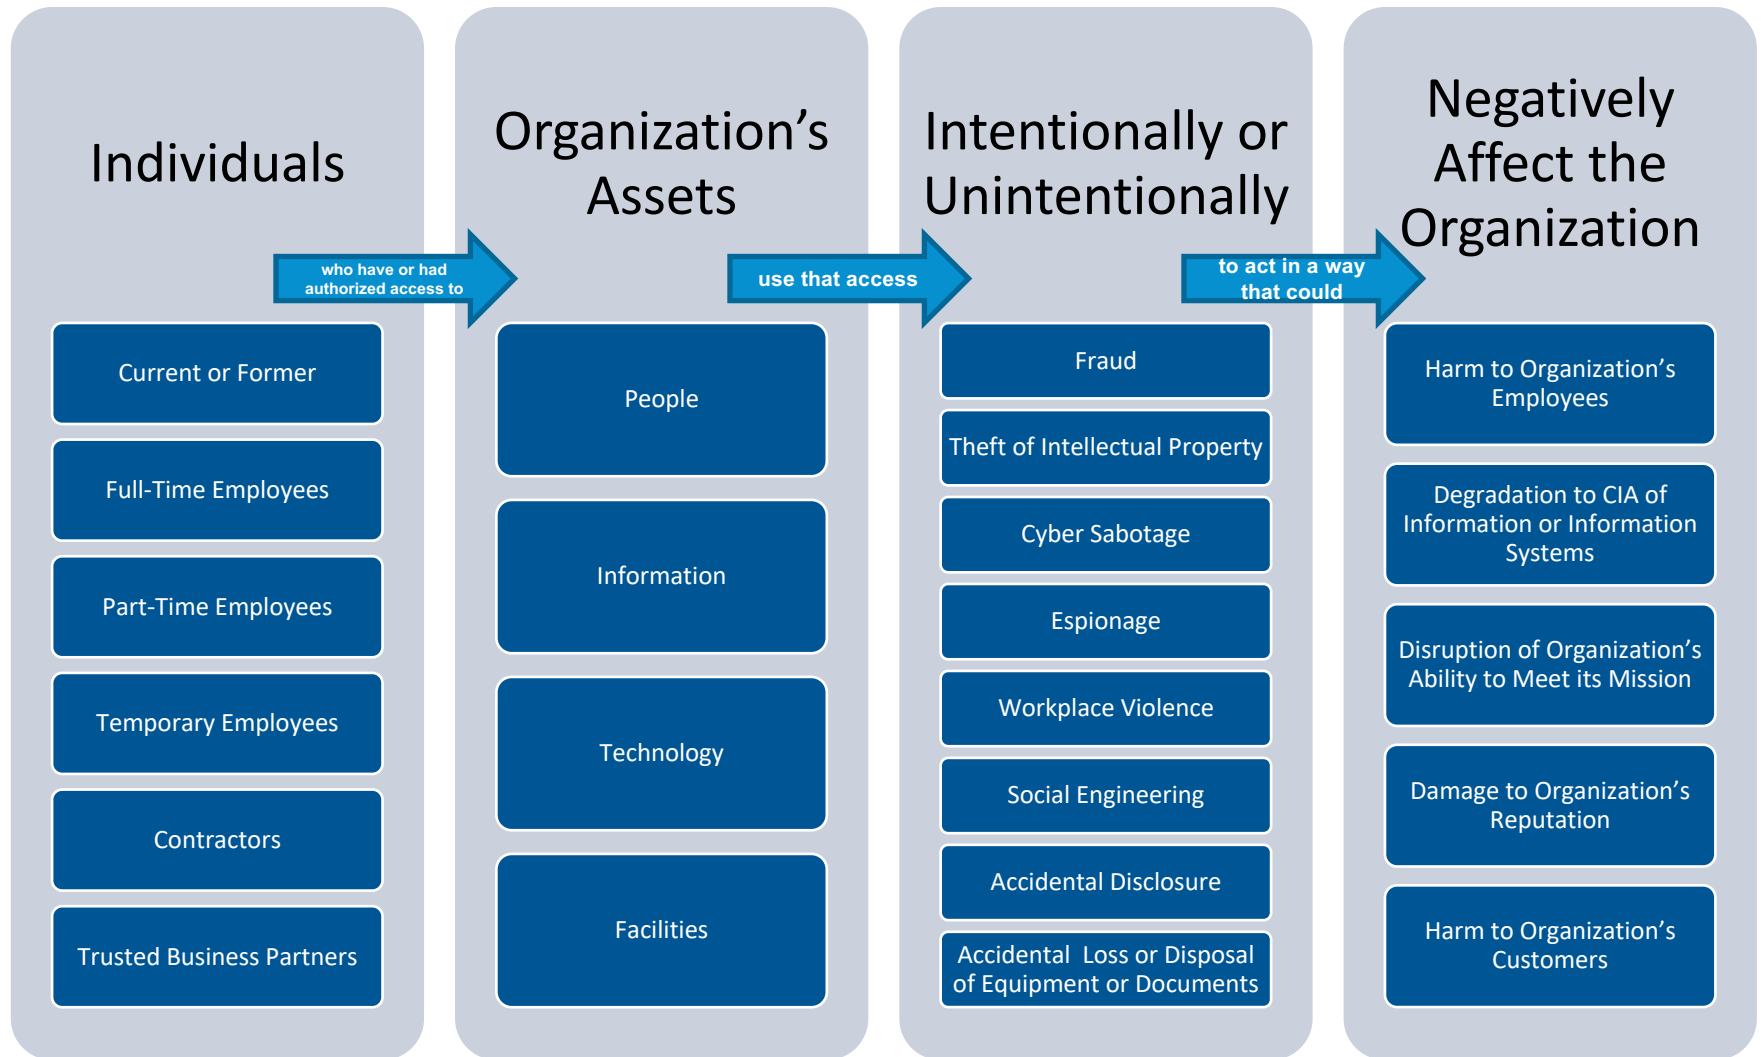 Individuals
who have or had
authorized access to
Current or Former
Full-Time Employees
Part-Time Employees
Temporary Employees
Contractors
Trusted Business Partners
Organization’s
Assets
use that access
People
Information
Technology
Facilities
Intentionally or
Unintentionally
to act in a way
that could
Fraud
Theft of Intellectual Property
Cyber Sabotage
Espionage
Workplace Violence
Social Engineering
Accidental Disclosure
Accidental  Loss or Disposal
of Equipment or Documents
Negatively
Affect the
Organization
Harm to Organization’s
Employees
Degradation to CIA of
Information or Information
Systems
Disruption of Organization’s
Ability to Meet its Mission
Damage to Organization’s
Reputation
Harm to Organization’s
Customers